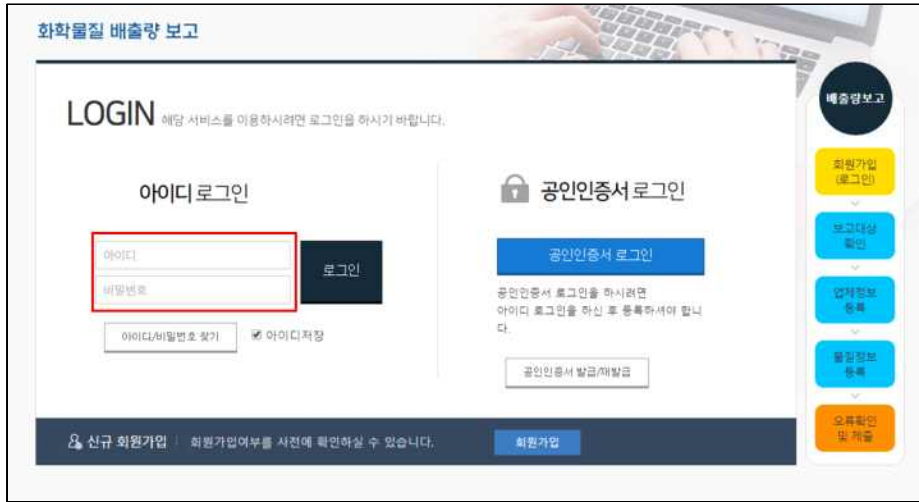 화학물질 배출량 보고
LOGIN 해당 서비스를 이용하시려면 로그인을 하시기 바랍니다.
아이디 로그인
아이디
비밀번호
로그인
아이디/비밀번호 찾기
아이디저장
공인인증서 로그인
공인인증서 로그인
공인인증서 로그인을 하시려면
아이디 로그인을 하신 후 등록하셔야 합니
다.
공인인증서 발급/재발급
신규 회원가입
회원가입여부를 사전에 확인하실 수 있습니다.
회원가입
배출량보고
회원가입
(로그인)
보고대상
확인
업체정보
등록
물질정보
등록
오류확인
및 제출